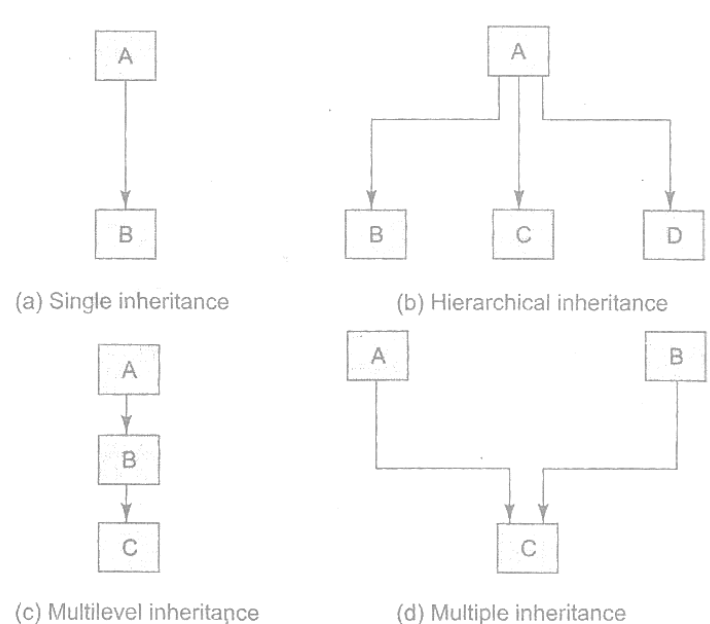 A
B
(a) Single inheritance
A
B C D
(b) Hierarchical inheritance
A
B
C
(c) Multilevel inheritance
A B
C
(d) Multiple inheritance